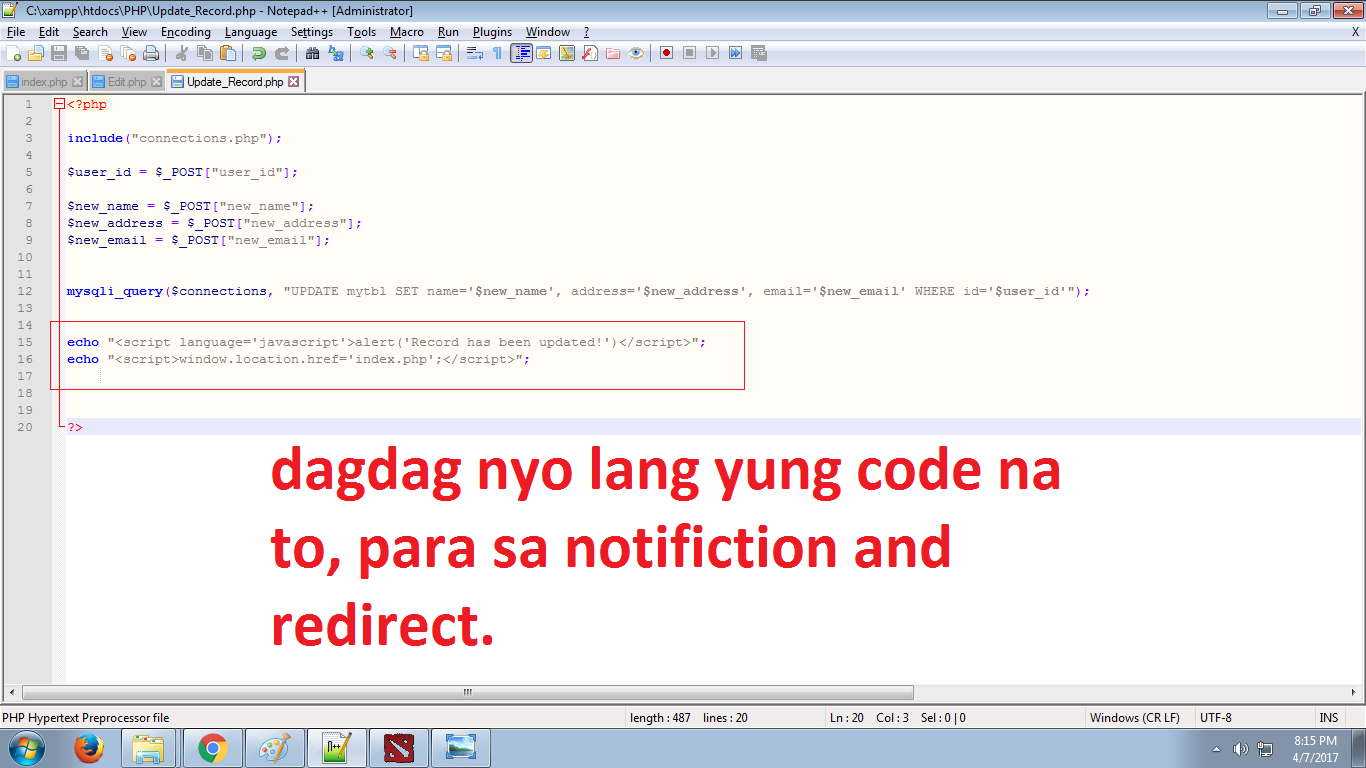 C:\xampp\htdocs\PHP\Update_Record.php - Notepad++ [Administrator]
File Edit Search View Encoding Language Settings Tools Macro Run Plugins Window ? X
index.php Edit.php Update_Record.php
1 <?php
2
3 include("connections.php");
4
5 $user_id = $_POST["user_id"];
6
7 $new_name = $_POST["new_name"];
8 $new_address = $_POST["new_address"];
9 $new_email = $_POST["new_email"];
10
11
12 mysqli_query($connections, "UPDATE mytbl SET name='$new_name', address='$new_address', email='$new_email' WHERE id='$user_id'");
13
14
15 echo "<script language='javascript'>alert('Record has been updated!')</script>";
16 echo "<script>window.location.href='index.php';</script>";
17
18
19
20 ?>
dagdag nyo lang yung code na
to, para sa notifiction and
redirect.
PHP Hypertext Preprocessor file length : 487 lines : 20 Ln : 20 Col : 3 Sel : 0 | 0 Windows (CR LF) UTF-8 INS
8:15 PM
4/7/2017